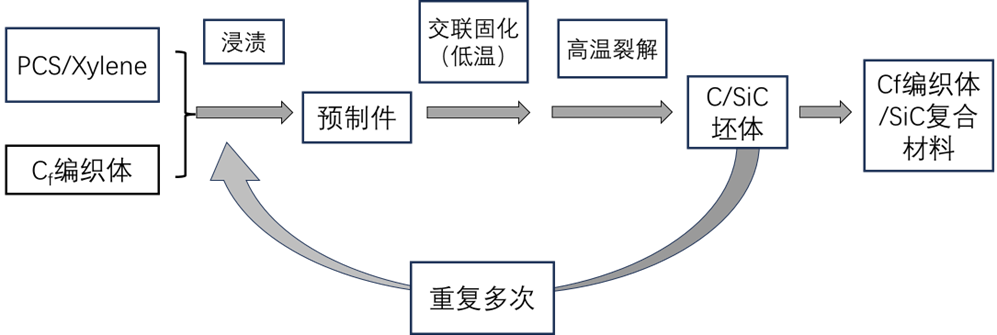 PCS/Xylene
Cf编织体
浸渍
预制件
交联固化
（低温）
高温裂解
C/SiC
坯体
Cf编织体
/SiC复合
材料
重复多次